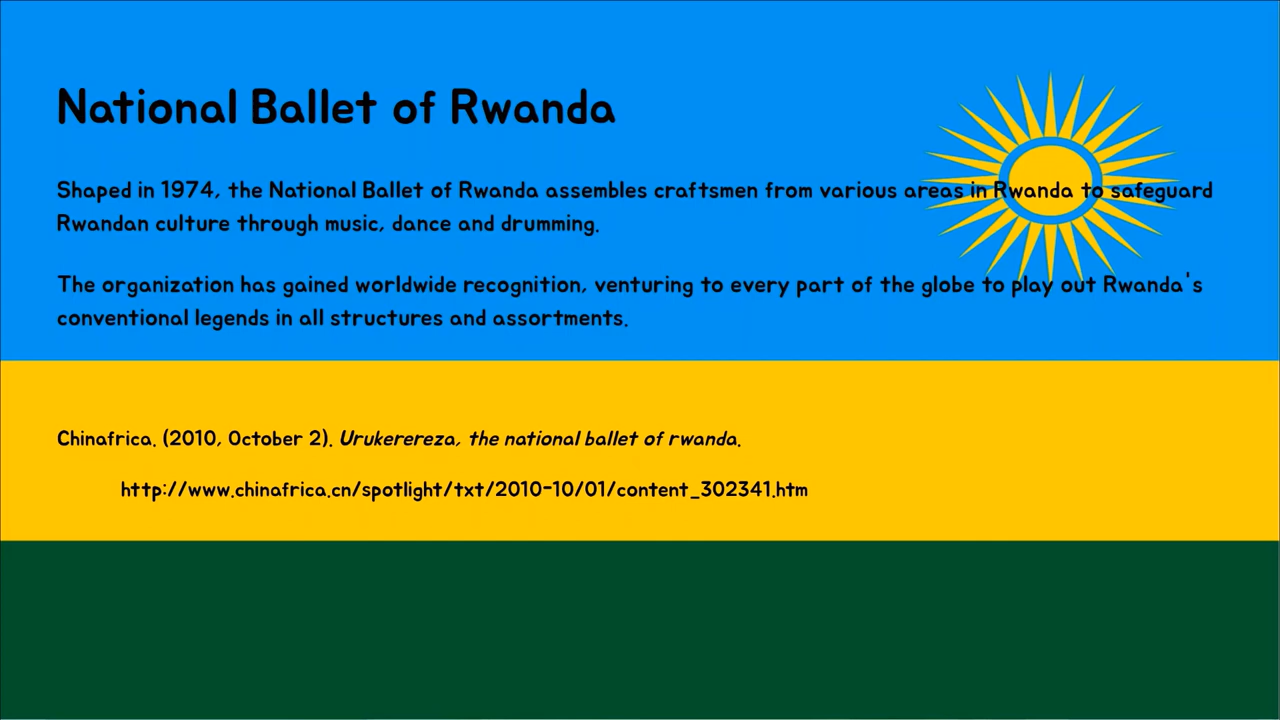 National Ballet of Rwanda
Shaped in 1974, the National Ballet of Rwanda assembles craftsmen from various areas in Rwanda to safeguard
Rwandan culture through music, dance and drumming.
The organization has gained worldwide recognition, venturing to every part of the globe to play out Rwanda's
conventional legends in all structures and assortments.
Chinafrica. (2010, October 2). Urukerereza, the national ballet of rwanda.
http://www.chinafrica.cn/spotlight/txt/2010-10/01/content_302341.htm